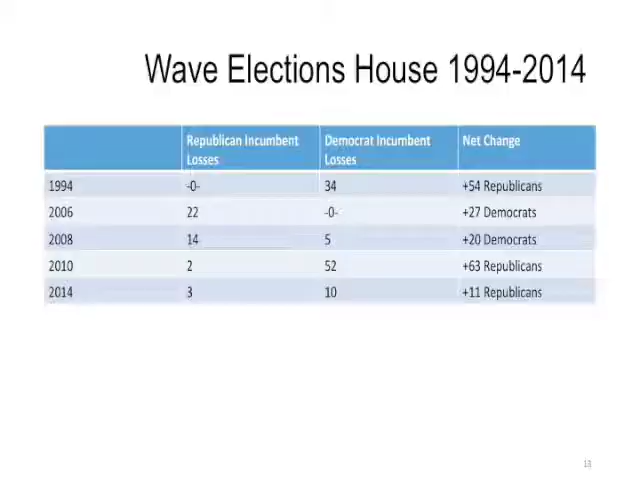 Wave Elections House 1994-2014
Republican Incumbent Losses Democrat Incumbent Losses Net Change
1994 -0- 34 +54 Republicans
2006 22 -0- +27 Democrats
2008 14 5 +20 Democrats
2010 2 52 +63 Republicans
2014 3 10 +11 Republicans